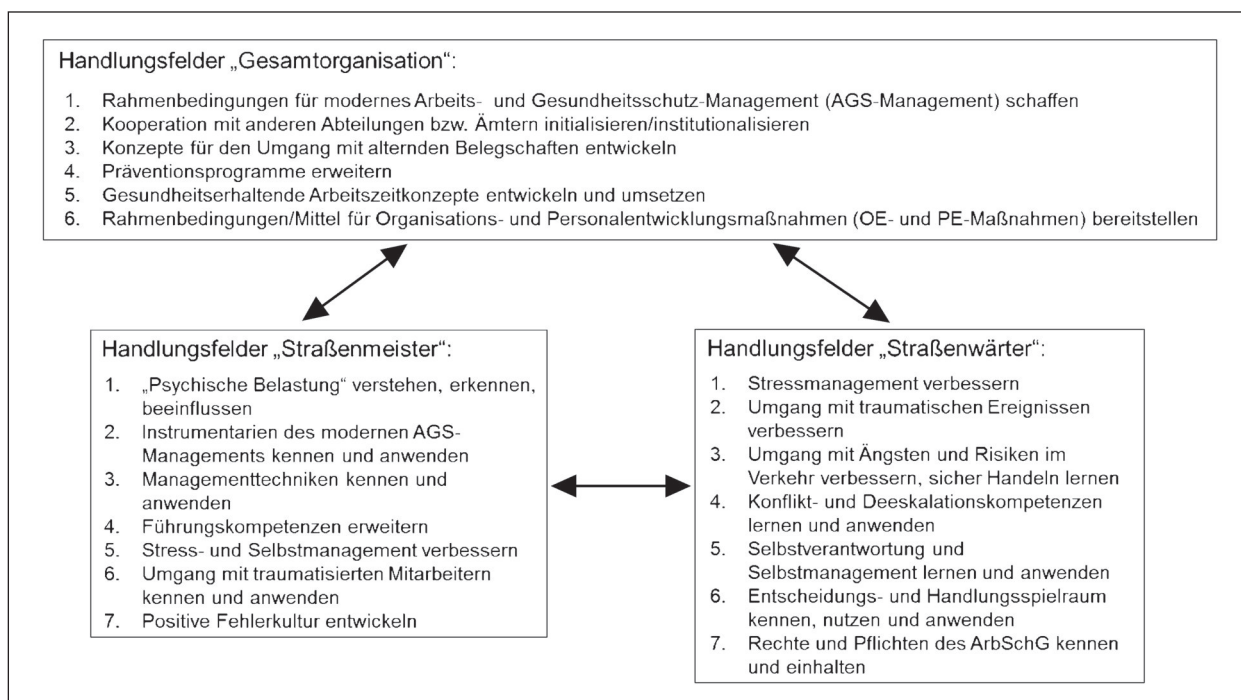 Handlungsfelder „Gesamtorganisation“:
1. Rahmenbedingungen für modernes Arbeits- und Gesundheitsschutz-Management (AGS-Management) schaffen
2. Kooperation mit anderen Abteilungen bzw. Ämtern initialisieren/institutionalisieren
3. Konzepte für den Umgang mit alternden Belegschaften entwickeln
4. Präventionsprogramme erweitern
5. Gesundheitserhaltende Arbeitszeitkonzepte entwickeln und umsetzen
6. Rahmenbedingungen/Mittel für Organisations- und Personalentwicklungsmaßnahmen (OE- und PE-Maßnahmen) bereitstellen
Handlungsfelder „Straßenmeister“:
1. „Psychische Belastung“ verstehen, erkennen,
beeinflussen
2. Instrumentarien des modernen AGS-
Managements kennen und anwenden
3. Managementtechniken kennen und
anwenden
4. Führungskompetenzen erweitern
5. Stress- und Selbstmanagement verbessern
6. Umgang mit traumatisierten Mitarbeitern
kennen und anwenden
7. Positive Fehlerkultur entwickeln
Handlungsfelder „Straßenwärter“:
1. Stressmanagement verbessern
2. Umgang mit traumatischen Ereignissen
verbessern
3. Umgang mit Ängsten und Risiken im
Verkehr verbessern, sicher Handeln lernen
4. Konflikt- und Deeskalationskompetenzen
lernen und anwenden
5. Selbstverantwortung und
Selbstmanagement lernen und anwenden
6. Entscheidungs- und Handlungsspielraum
kennen, nutzen und anwenden
7. Rechte und Pflichten des ArbSchG kennen
und einhalten